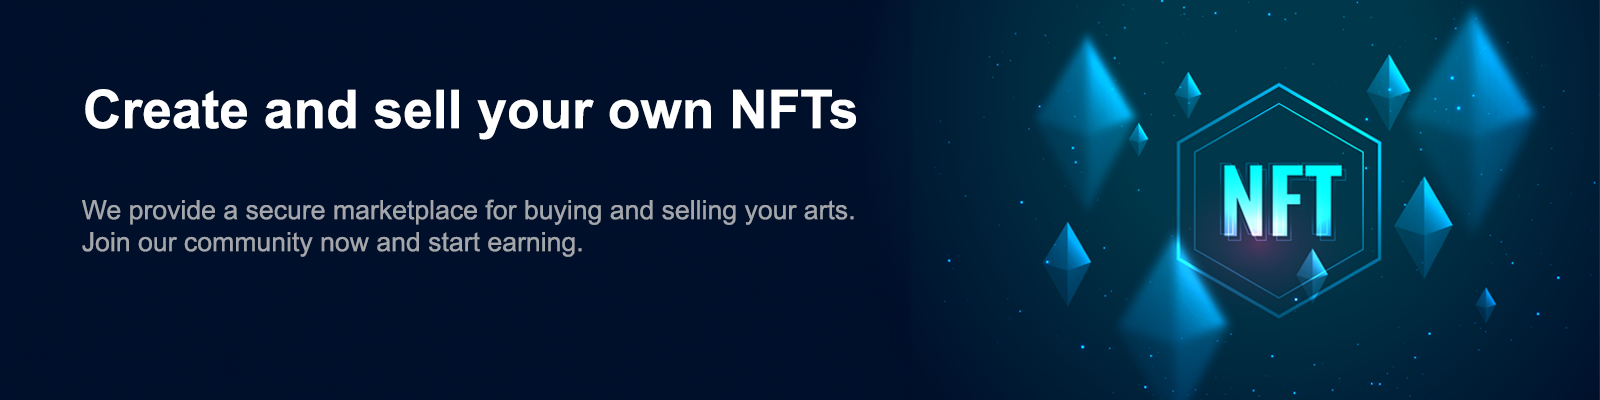 Create and sell your own NFTs
We provide a secure marketplace for buying and selling your arts.
Join our community now and start earning.
NFT